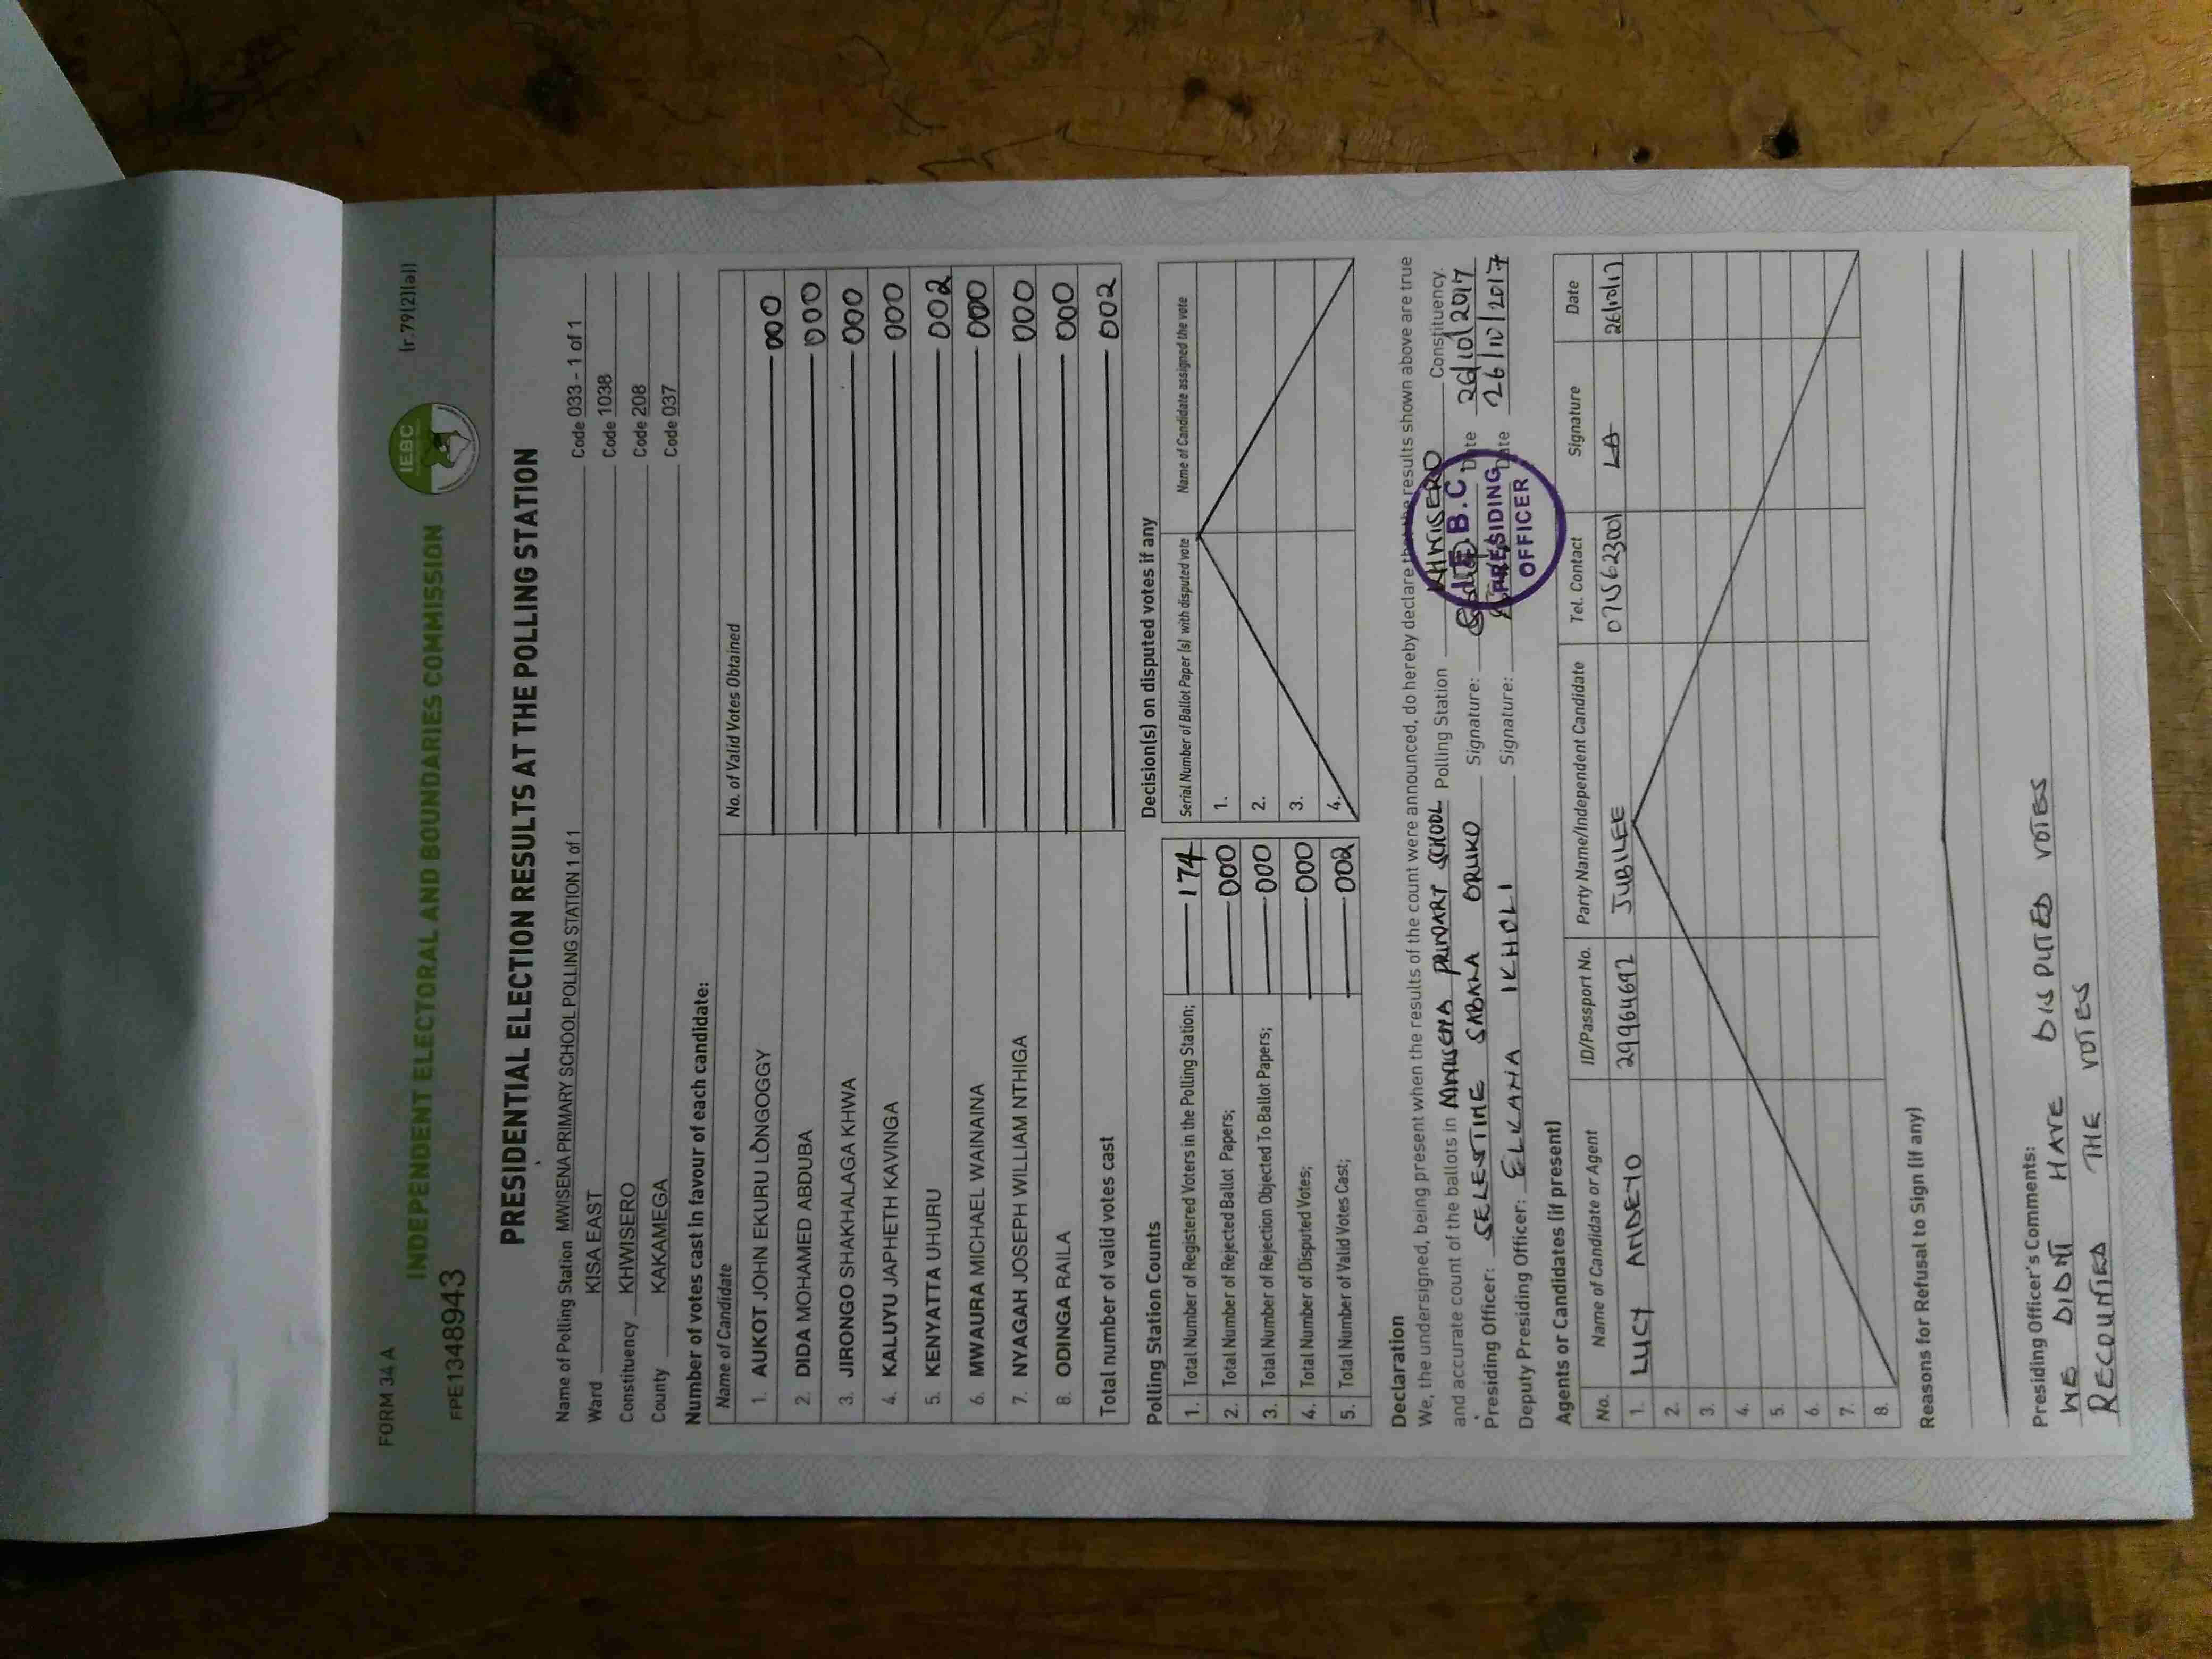 FORM 34 A
(r.79(2)(a))
INDEPENDENT ELECTORAL AND BOUNDARIES COMMISSION
IEBC
FPE1348943
PRESIDENTIAL ELECTION RESULTS AT THE POLLING STATION
Name of Polling Station MWISENA PRIMARY SCHOOL POLLING STATION 1 of 1 Code 033 - 1 of 1
Ward KISA EAST Code 1038
Constituency KHWISERO Code 208
County KAKAMEGA Code 037
Number of votes cast in favour of each candidate:
Name of Candidate No. of Valid Votes Obtained
1. AUKOT JOHN EKURU LONGOGGY 000
2. DIDA MOHAMED ABDUBA 000
3. JIRONGO SHAKHALAGA KHWA 000
4. KALUYU JAPHETH KAVINGA 000
5. KENYATTA UHURU 002
6. MWAURA MICHAEL WAINAINA 000
7. NYAGAH JOSEPH WILLIAM NTHIGA 000
8. ODINGA RAILA 000
Total number of valid votes cast 002
Polling Station Counts
1. Total Number of Registered Voters in the Polling Station; 174
2. Total Number of Rejected Ballot Papers; 000
3. Total Number of Rejection Objected To Ballot Papers; 000
4. Total Number of Disputed Votes; 000
5. Total Number of Valid Votes Cast; 002
Decision(s) on disputed votes if any
Serial Number of Ballot Paper (s) with disputed vote Name of Candidate assigned the vote
1.
2.
3.
4.
Declaration
We, the undersigned, being present when the results of the count were announced, do hereby declare that the results shown above are true
and accurate count of the ballots in PRIMARY SCHOOL Polling Station KHWISERO Constituency.
Presiding Officer: SELESTINE SABANA ORUKO Signature: Date 26/10/2017
Deputy Presiding Officer: ELKANA IKHOLI Signature: Date 26/10/2017
I.E.B.C.
PRESIDING
OFFICER
Agents or Candidates (if present)
No. Name of Candidate or Agent ID/Passport No. Party Name/Independent Candidate Tel. Contact Signature Date
1. LUCY ANDEYO 29964692 JUBILEE 0715623001 LA 26/10/17
2.
3.
4.
5.
6.
7.
8.
Reasons for Refusal to Sign (if any)
Presiding Officer's Comments:
WE DIDNT HAVE DISPUTED VOTES
RECOUNTED THE VOTES